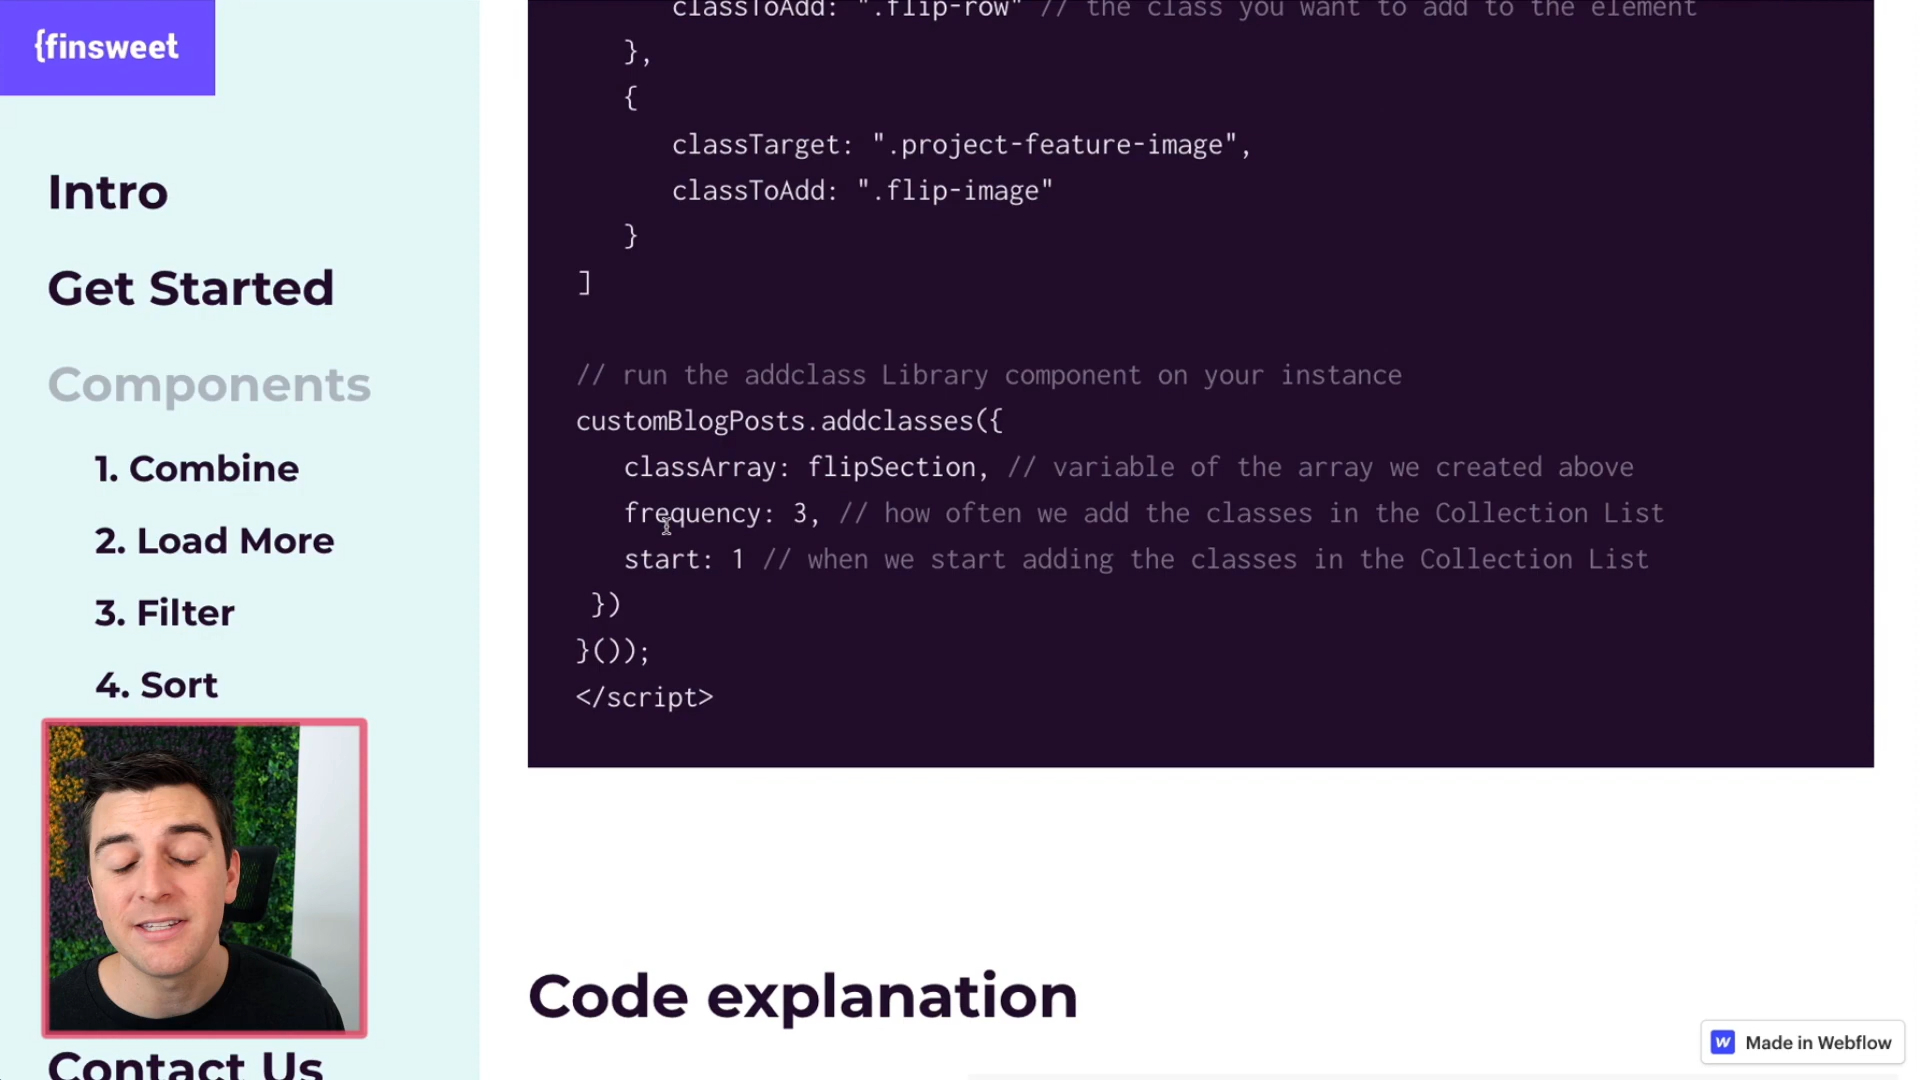 {finsweet
Intro
Get Started
Components
1. Combine
2. Load More
3. Filter
4. Sort
Contact Us
classToAdd: ".flip-row" // the class you want to add to the element
},
{
classTarget: ".project-feature-image",
classToAdd: ".flip-image"
}
]
// run the addclass Library component on your instance
customBlogPosts.addclasses({
classArray: flipSection, // variable of the array we created above
frequency: 3, // how often we add the classes in the Collection List
start: 1 // when we start adding the classes in the Collection List
})
}());
</script>
Code explanation
W Made in Webflow